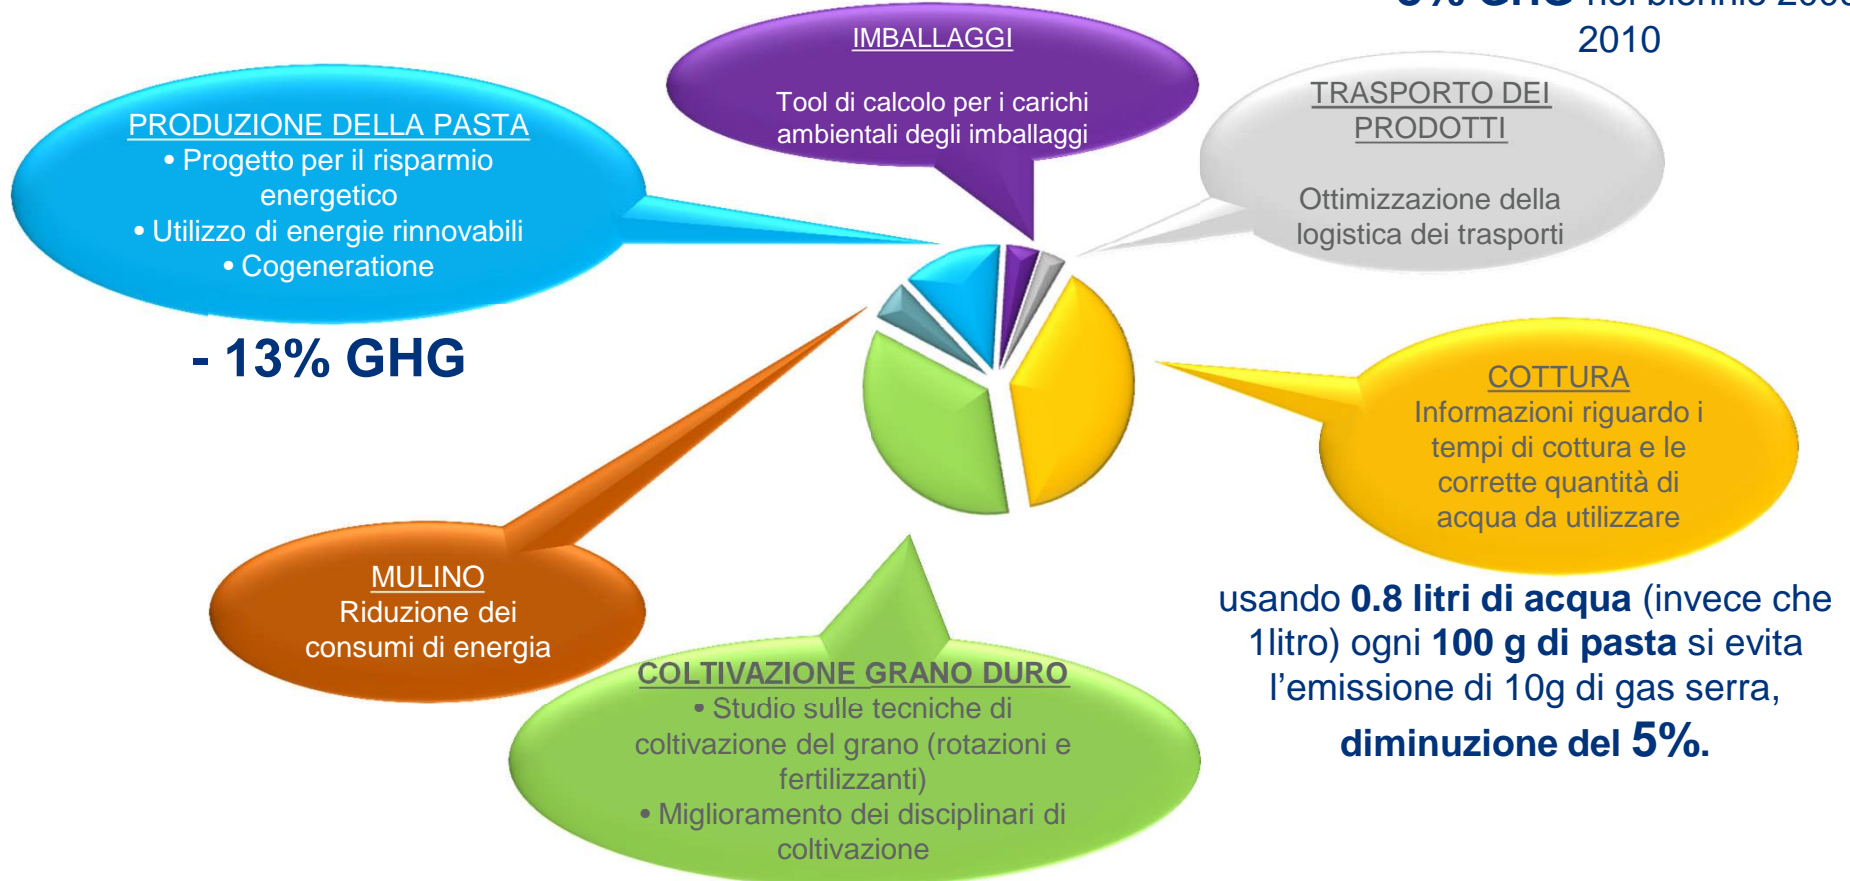 GHG nel biennio
2010
IMBALLAGGI
Tool di calcolo per i carichi
ambientali degli imballaggi
PRODUZIONE DELLA PASTA
• Progetto per il risparmio
energetico
• Utilizzo di energie rinnovabili
• Cogeneratione
- 13% GHG
TRASPORTO DEI
PRODOTTI
Ottimizzazione della
logistica dei trasporti
COTTURA
Informazioni riguardo i
tempi di cottura e le
corrette quantità di
acqua da utilizzare
usando 0.8 litri di acqua (invece che
1litro) ogni 100 g di pasta si evita
l'emissione di 10g di gas serra,
diminuzione del 5%.
MULINO
Riduzione dei
consumi di energia
COLTIVAZIONE GRANO DURO
• Studio sulle tecniche di
coltivazione del grano (rotazioni e
fertilizzanti)
• Miglioramento dei disciplinari di
coltivazione